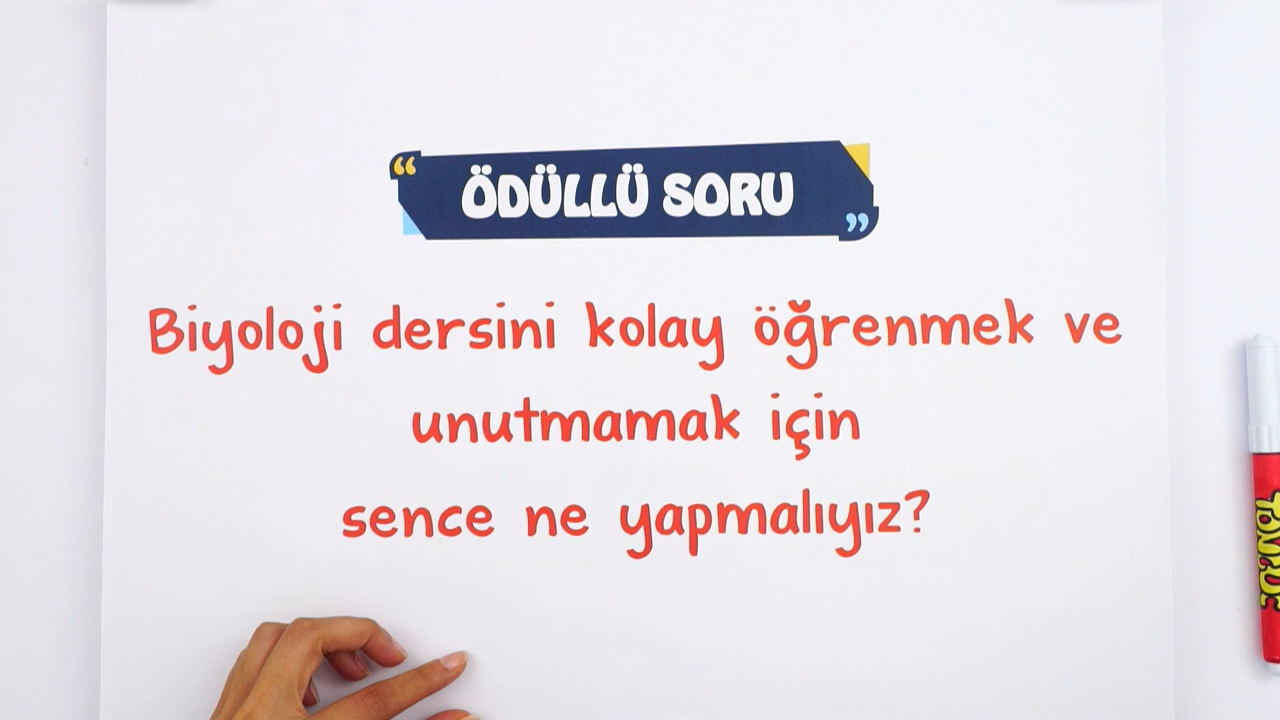 “ ÖDÜLLÜ SORU ”
Biyoloji dersini kolay öğrenmek ve
unutmamak için
sence ne yapmalıyız?